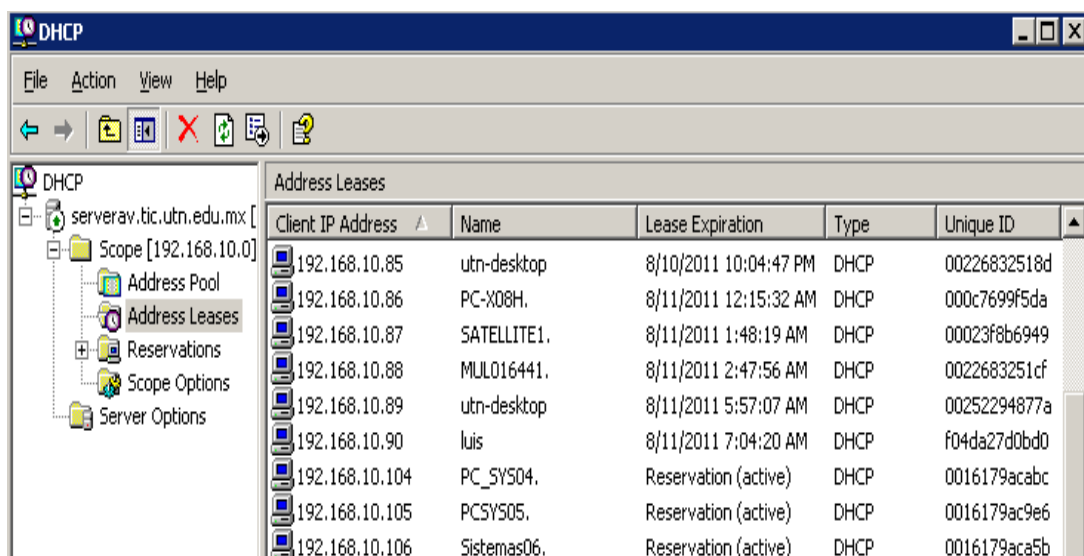 DHCP
File Action View Help
DHCP
serverav.tic.utn.edu.mx [
Scope [192.168.10.0]
Address Pool
Address Leases
Reservations
Scope Options
Server Options
Address Leases
Client IP Address Name Lease Expiration Type Unique ID
192.168.10.85 utn-desktop 8/10/2011 10:04:47 PM DHCP 00226832518d
192.168.10.86 PC-X08H. 8/11/2011 12:15:32 AM DHCP 000c7699f5da
192.168.10.87 SATELLITE1. 8/11/2011 1:48:19 AM DHCP 00023f8b6949
192.168.10.88 MUL016441. 8/11/2011 2:47:56 AM DHCP 0022683251cf
192.168.10.89 utn-desktop 8/11/2011 5:57:07 AM DHCP 00252294877a
192.168.10.90 luis 8/11/2011 7:04:20 AM DHCP f04da27d0bd0
192.168.10.104 PC_SYS04. Reservation (active) DHCP 0016179acabc
192.168.10.105 PCSYS05. Reservation (active) DHCP 0016179ac9e6
192.168.10.106 Sistemas06. Reservation (active) DHCP 0016179aca5b